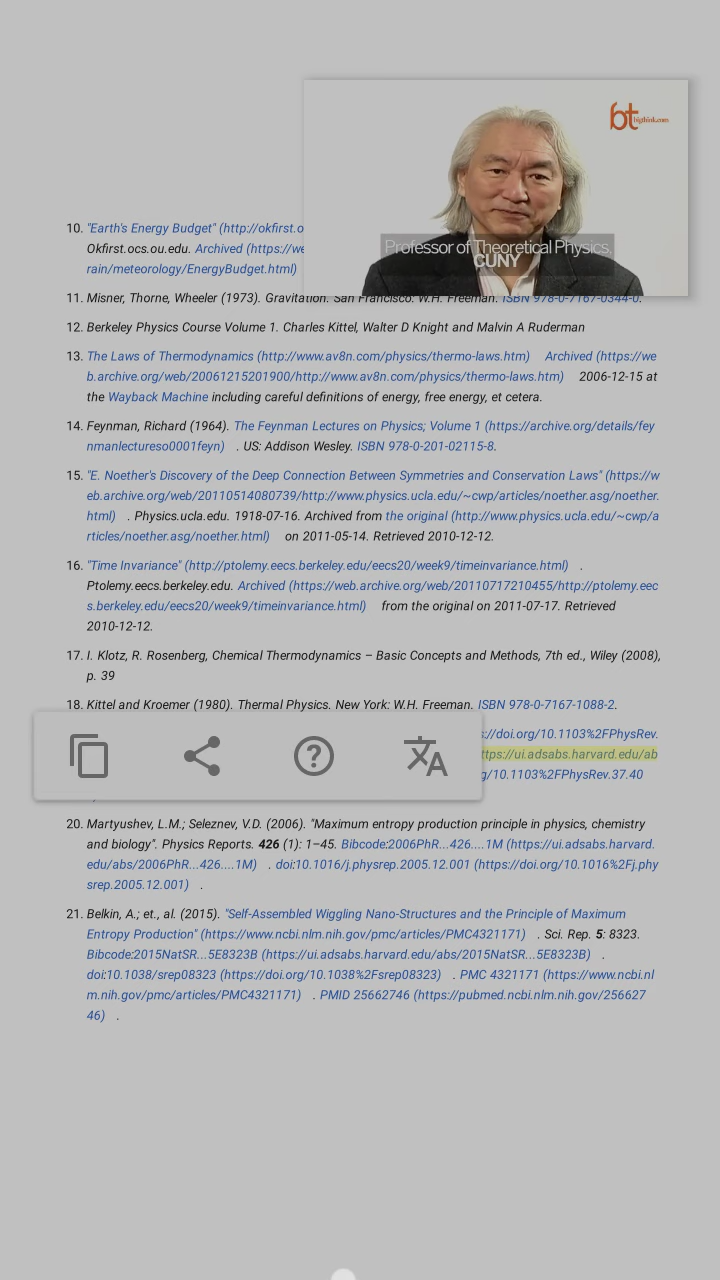 bt
bigthink.com
Professor of Theoretical Physics,
CUNY
10. "Earth's Energy Budget" (http://okfirst.o
Okfirst.ocs.ou.edu. Archived (https://we
rain/meteorology/EnergyBudget.html)
11. Misner, Thorne, Wheeler (1973). Gravitation. San Francisco: W.H. Freeman. ISBN 978-0-7167-0344-0.
12. Berkeley Physics Course Volume 1. Charles Kittel, Walter D Knight and Malvin A Ruderman
13. The Laws of Thermodynamics (http://www.av8n.com/physics/thermo-laws.htm) Archived (https://we
b.archive.org/web/20061215201900/http://www.av8n.com/physics/thermo-laws.htm) 2006-12-15 at
the Wayback Machine including careful definitions of energy, free energy, et cetera.
14. Feynman, Richard (1964). The Feynman Lectures on Physics; Volume 1 (https://archive.org/details/fey
nmanlectureso0001feyn) . US: Addison Wesley. ISBN 978-0-201-02115-8.
15. "E. Noether's Discovery of the Deep Connection Between Symmetries and Conservation Laws" (https://w
eb.archive.org/web/20110514080739/http://www.physics.ucla.edu/~cwp/articles/noether.asg/noether.
html) . Physics.ucla.edu. 1918-07-16. Archived from the original (http://www.physics.ucla.edu/~cwp/a
rticles/noether.asg/noether.html) on 2011-05-14. Retrieved 2010-12-12.
16. "Time Invariance" (http://ptolemy.eecs.berkeley.edu/eecs20/week9/timeinvariance.html) .
Ptolemy.eecs.berkeley.edu. Archived (https://web.archive.org/web/20110717210455/http://ptolemy.eec
s.berkeley.edu/eecs20/week9/timeinvariance.html) from the original on 2011-07-17. Retrieved
2010-12-12.
17. I. Klotz, R. Rosenberg, Chemical Thermodynamics – Basic Concepts and Methods, 7th ed., Wiley (2008),
p. 39
18. Kittel and Kroemer (1980). Thermal Physics. New York: W.H. Freeman. ISBN 978-0-7167-1088-2.
s://doi.org/10.1103%2FPhysRev.
ttps://ui.adsabs.harvard.edu/ab
g/10.1103%2FPhysRev.37.40
20. Martyushev, L.M.; Seleznev, V.D. (2006). "Maximum entropy production principle in physics, chemistry
and biology". Physics Reports. 426 (1): 1–45. Bibcode:2006PhR...426....1M (https://ui.adsabs.harvard.
edu/abs/2006PhR...426....1M) . doi:10.1016/j.physrep.2005.12.001 (https://doi.org/10.1016%2Fj.phy
srep.2005.12.001) .
21. Belkin, A.; et., al. (2015). "Self-Assembled Wiggling Nano-Structures and the Principle of Maximum
Entropy Production" (https://www.ncbi.nlm.nih.gov/pmc/articles/PMC4321171) . Sci. Rep. 5: 8323.
Bibcode:2015NatSR...5E8323B (https://ui.adsabs.harvard.edu/abs/2015NatSR...5E8323B) .
doi:10.1038/srep08323 (https://doi.org/10.1038%2Fsrep08323) . PMC 4321171 (https://www.ncbi.nl
m.nih.gov/pmc/articles/PMC4321171) . PMID 25662746 (https://pubmed.ncbi.nlm.nih.gov/256627
46) .